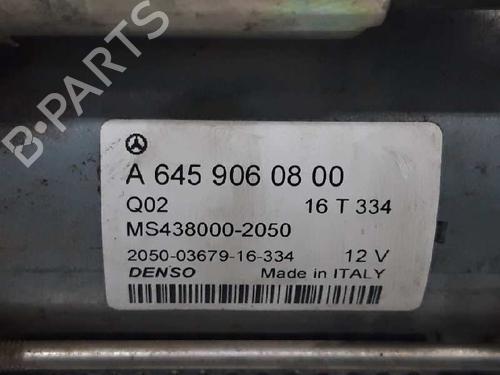 B-PARTS
A 645 906 08 00
Q02 16 T 334
MS438000-2050
2050-03679-16-334 12 V
DENSO Made in ITALY